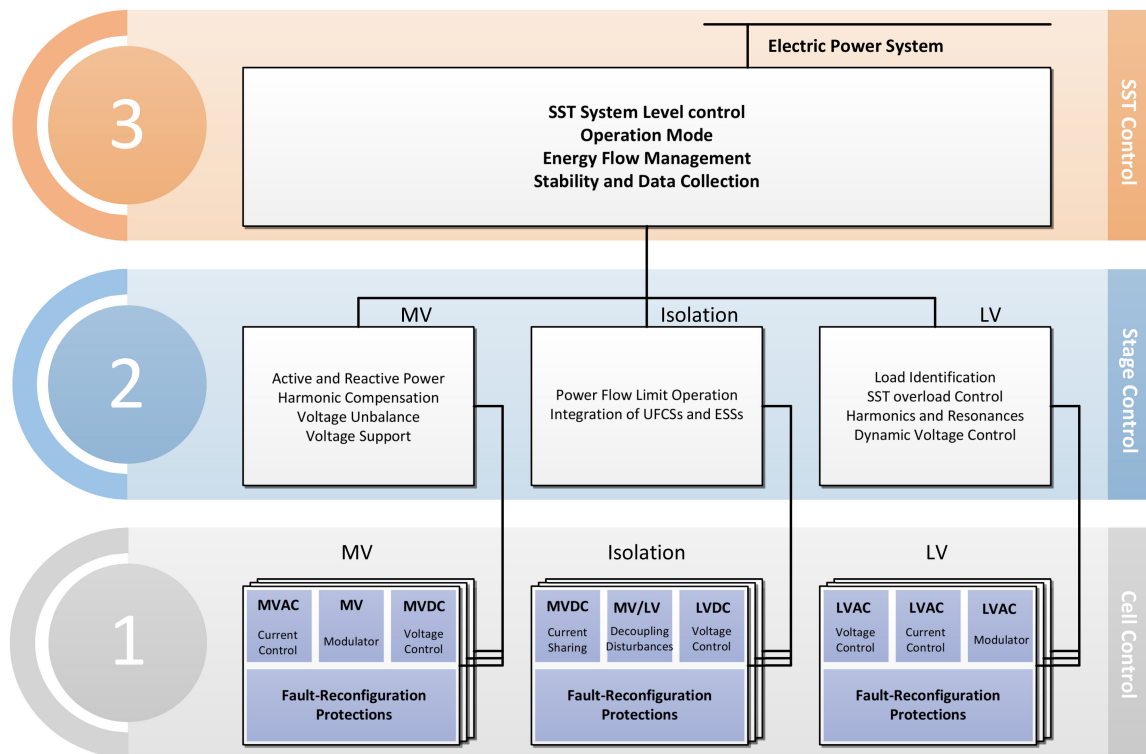 Electric Power System
3
SST System Level control
Operation Mode
Energy Flow Management
Stability and Data Collection
SST Control
MV
Isolation
LV
2
Active and Reactive Power
Harmonic Compensation
Voltage Unbalance
Voltage Support
Power Flow Limit Operation
Integration of UFCSs and ESSs
Load Identification
SST overload Control
Harmonics and Resonances
Dynamic Voltage Control
Stage Control
MV
Isolation
LV
1
MVAC
Current
Control
MV
Modulator
MVDC
Voltage
Control
Fault-Reconfiguration
Protections
MVDC
Current
Sharing
MV/LV
Decoupling
Disturbances
LVDC
Voltage
Control
Fault-Reconfiguration
Protections
LVAC
Voltage
Control
LVAC
Current
Control
LVAC
Modulator
Fault-Reconfiguration
Protections
Cell Control